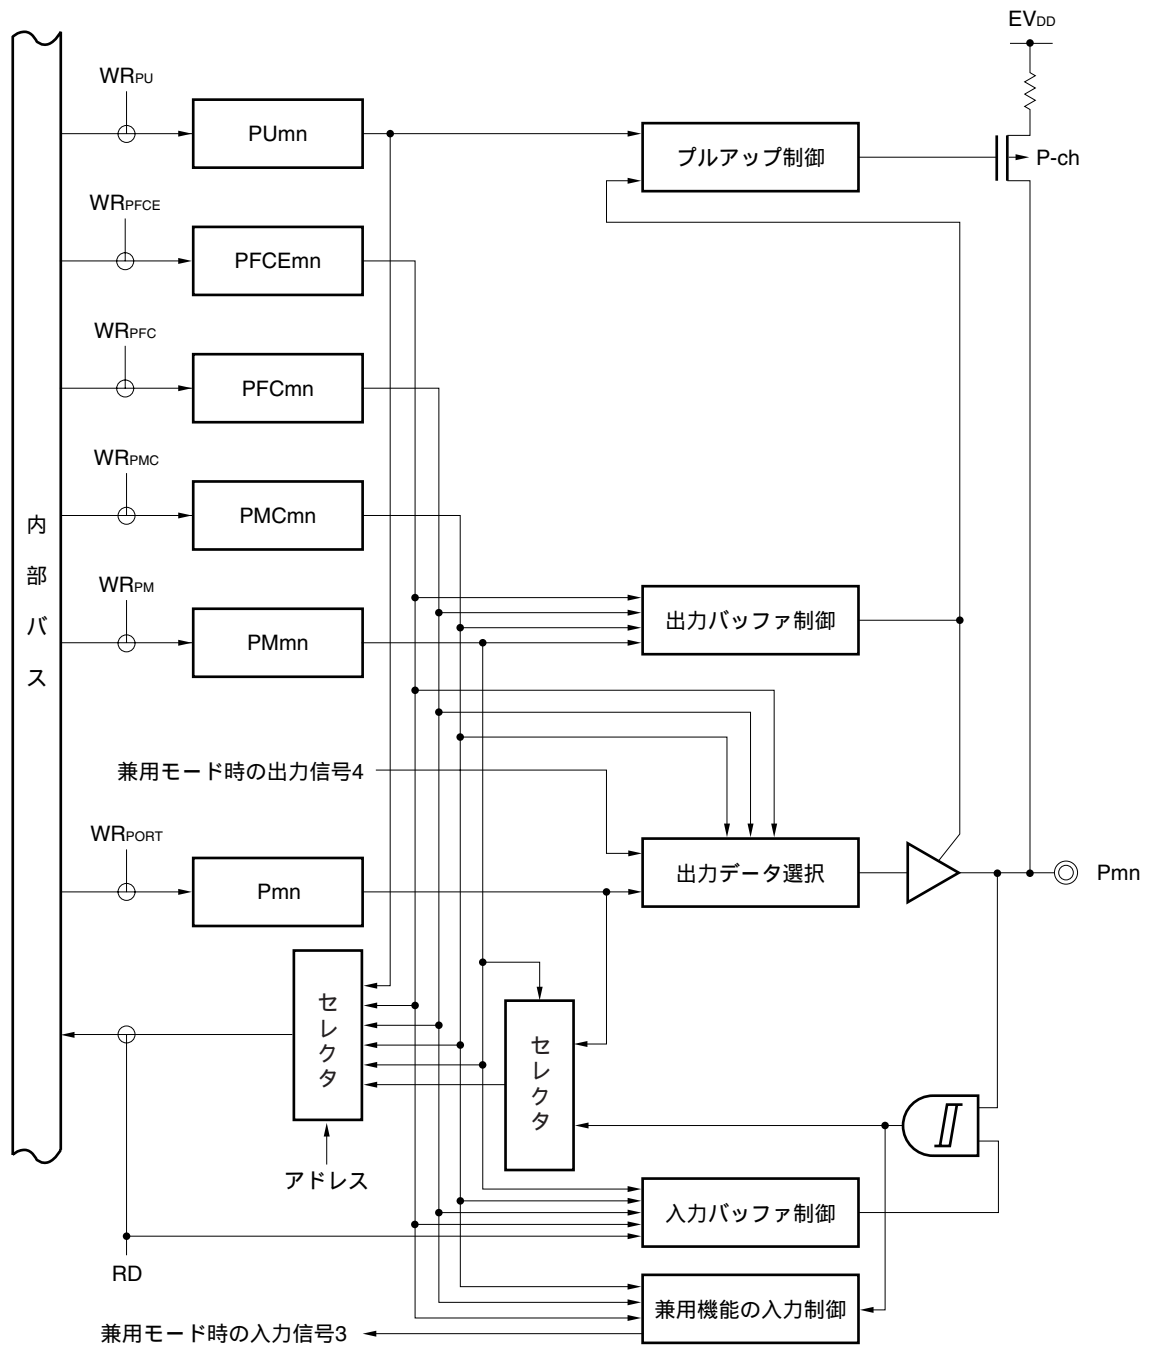 EVDD
WRPU
PUmn
プルアップ制御
P-ch
WRPFCE
PFCEmn
WRPFC
PFCmn
WRPMC
PMCmn
内部バス
WRPM
PMmn
出力バッファ制御
兼用モード時の出力信号4
WRPORT
Pmn
出力データ選択
Pmn
セレクタ
セレクタ
アドレス
入力バッファ制御
RD
兼用機能の入力制御
兼用モード時の入力信号3